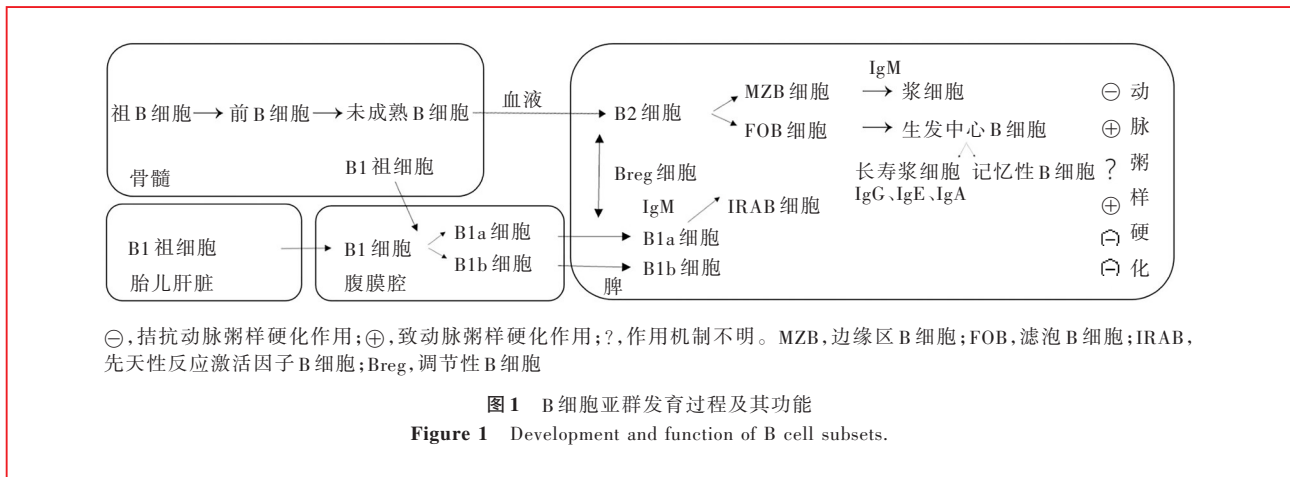 IgM
祖B细胞→前B细胞→未成熟B细胞 血液 B2细胞 MZB细胞→浆细胞 ⊖ 动
FOB细胞→生发中心B细胞 ⊕ 脉
B1祖细胞 Breg细胞 长寿浆细胞 记忆性B细胞 ? 粥
骨髓 IgM IgG、IgE、IgA
IRAB细胞 ⊕ 样
B1祖细胞 B1细胞 B1a细胞 B1a细胞 ⊖ 硬
B1b细胞 B1b细胞 ⊖ 化
胎儿肝脏 腹膜腔 脾
⊖,拮抗动脉粥样硬化作用;⊕,致动脉粥样硬化作用;?,作用机制不明。MZB,边缘区B细胞;FOB,滤泡B细胞;IRAB,
先天性反应激活因子B细胞;Breg,调节性B细胞
图1 B细胞亚群发育过程及其功能
Figure 1 Development and function of B cell subsets.